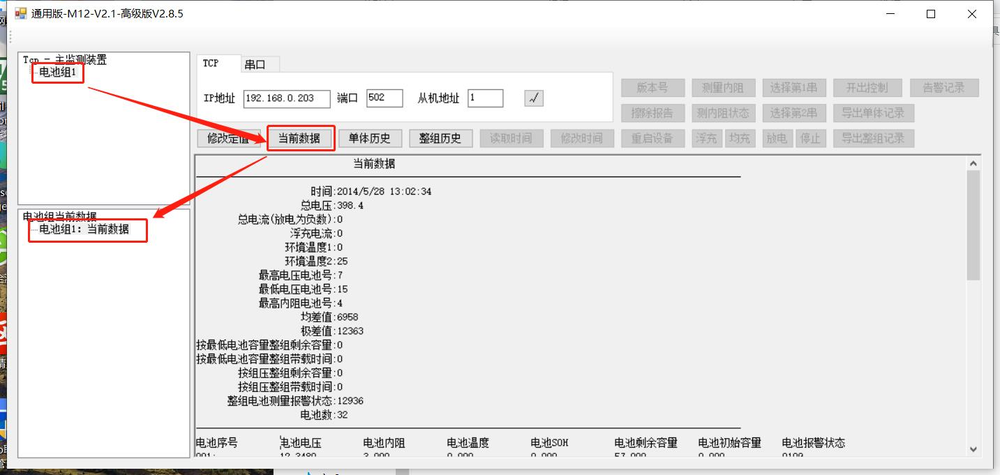 通用版-M12-V2.1-高级版V2.8.5
Tcp - 主监测装置
电池组1
TCP 串口
IP地址 192.168.0.203 端口 502 从机地址 1 √
版本号 测量内阻 选择第1串 开出控制 告警记录
擦除报告 测内阻状态 选择第2串 导出单体记录
修改定值 当前数据 单体历史 整组历史 读取时间 修改时间 重启设备 浮充 均充 放电 停止 导出整组记录
电池组当前数据
电池组1: 当前数据
当前数据
时间:2014/5/28 13:02:34
总电压:398.4
总电流(放电为负数):0
浮充电流:0
环境温度1:0
环境温度2:25
最高电压电池号:7
最低电压电池号:15
最高内阻电池号:4
均差值:6958
极差值:12363
按最低电池容量整组剩余容量:0
按最低电池容量整组带载时间:0
按组压整组剩余容量:0
按组压整组带载时间:0
整组电池测量报警状态:12936
电池数:32
电池序号 电池电压 电池内阻 电池温度 电池SOH 电池剩余容量 电池初始容量 电池报警状态